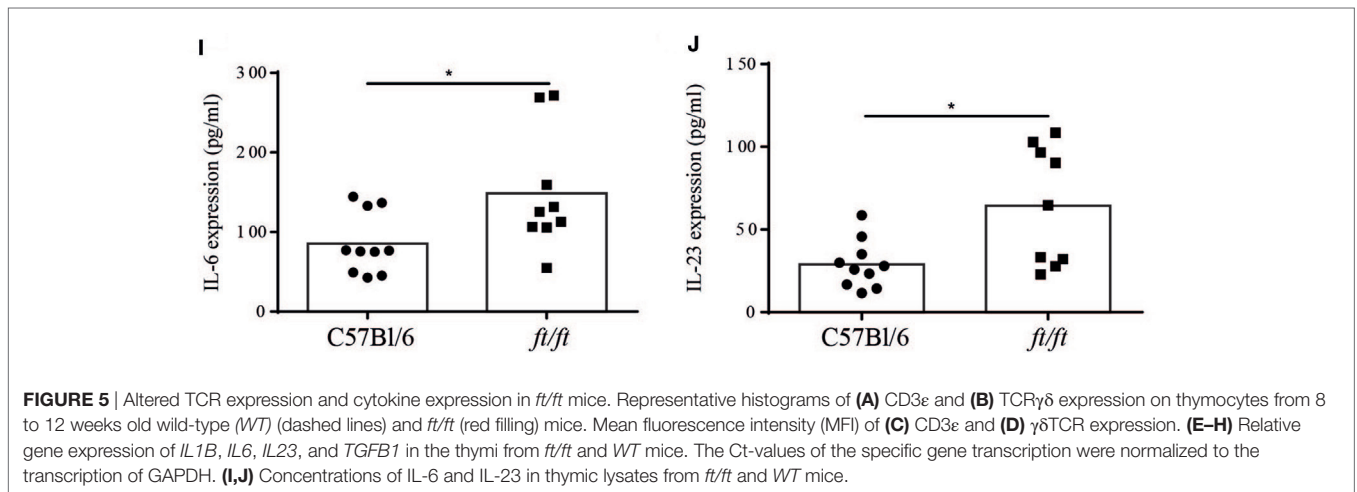 I
J
IL-6 expression (pg/ml)
3 00
2 00
1 00
0
*
C57Bl/6
ft/ft
IL-23 expression (pg/ml)
1 50
1 00
5 0
0
*
C57Bl/6
ft/ft
FIGURE 5 | Altered TCR expression and cytokine expression in ft/ft mice. Representative histograms of (A) CD3ε and (B) TCRγδ expression on thymocytes from 8
to 12 weeks old wild-type (WT) (dashed lines) and ft/ft (red filling) mice. Mean fluorescence intensity (MFI) of (C) CD3ε and (D) γδTCR expression. (E–H) Relative
gene expression of IL1B, IL6, IL23, and TGFB1 in the thymi from ft/ft and WT mice. The Ct-values of the specific gene transcription were normalized to the
transcription of GAPDH. (I,J) Concentrations of IL-6 and IL-23 in thymic lysates from ft/ft and WT mice.